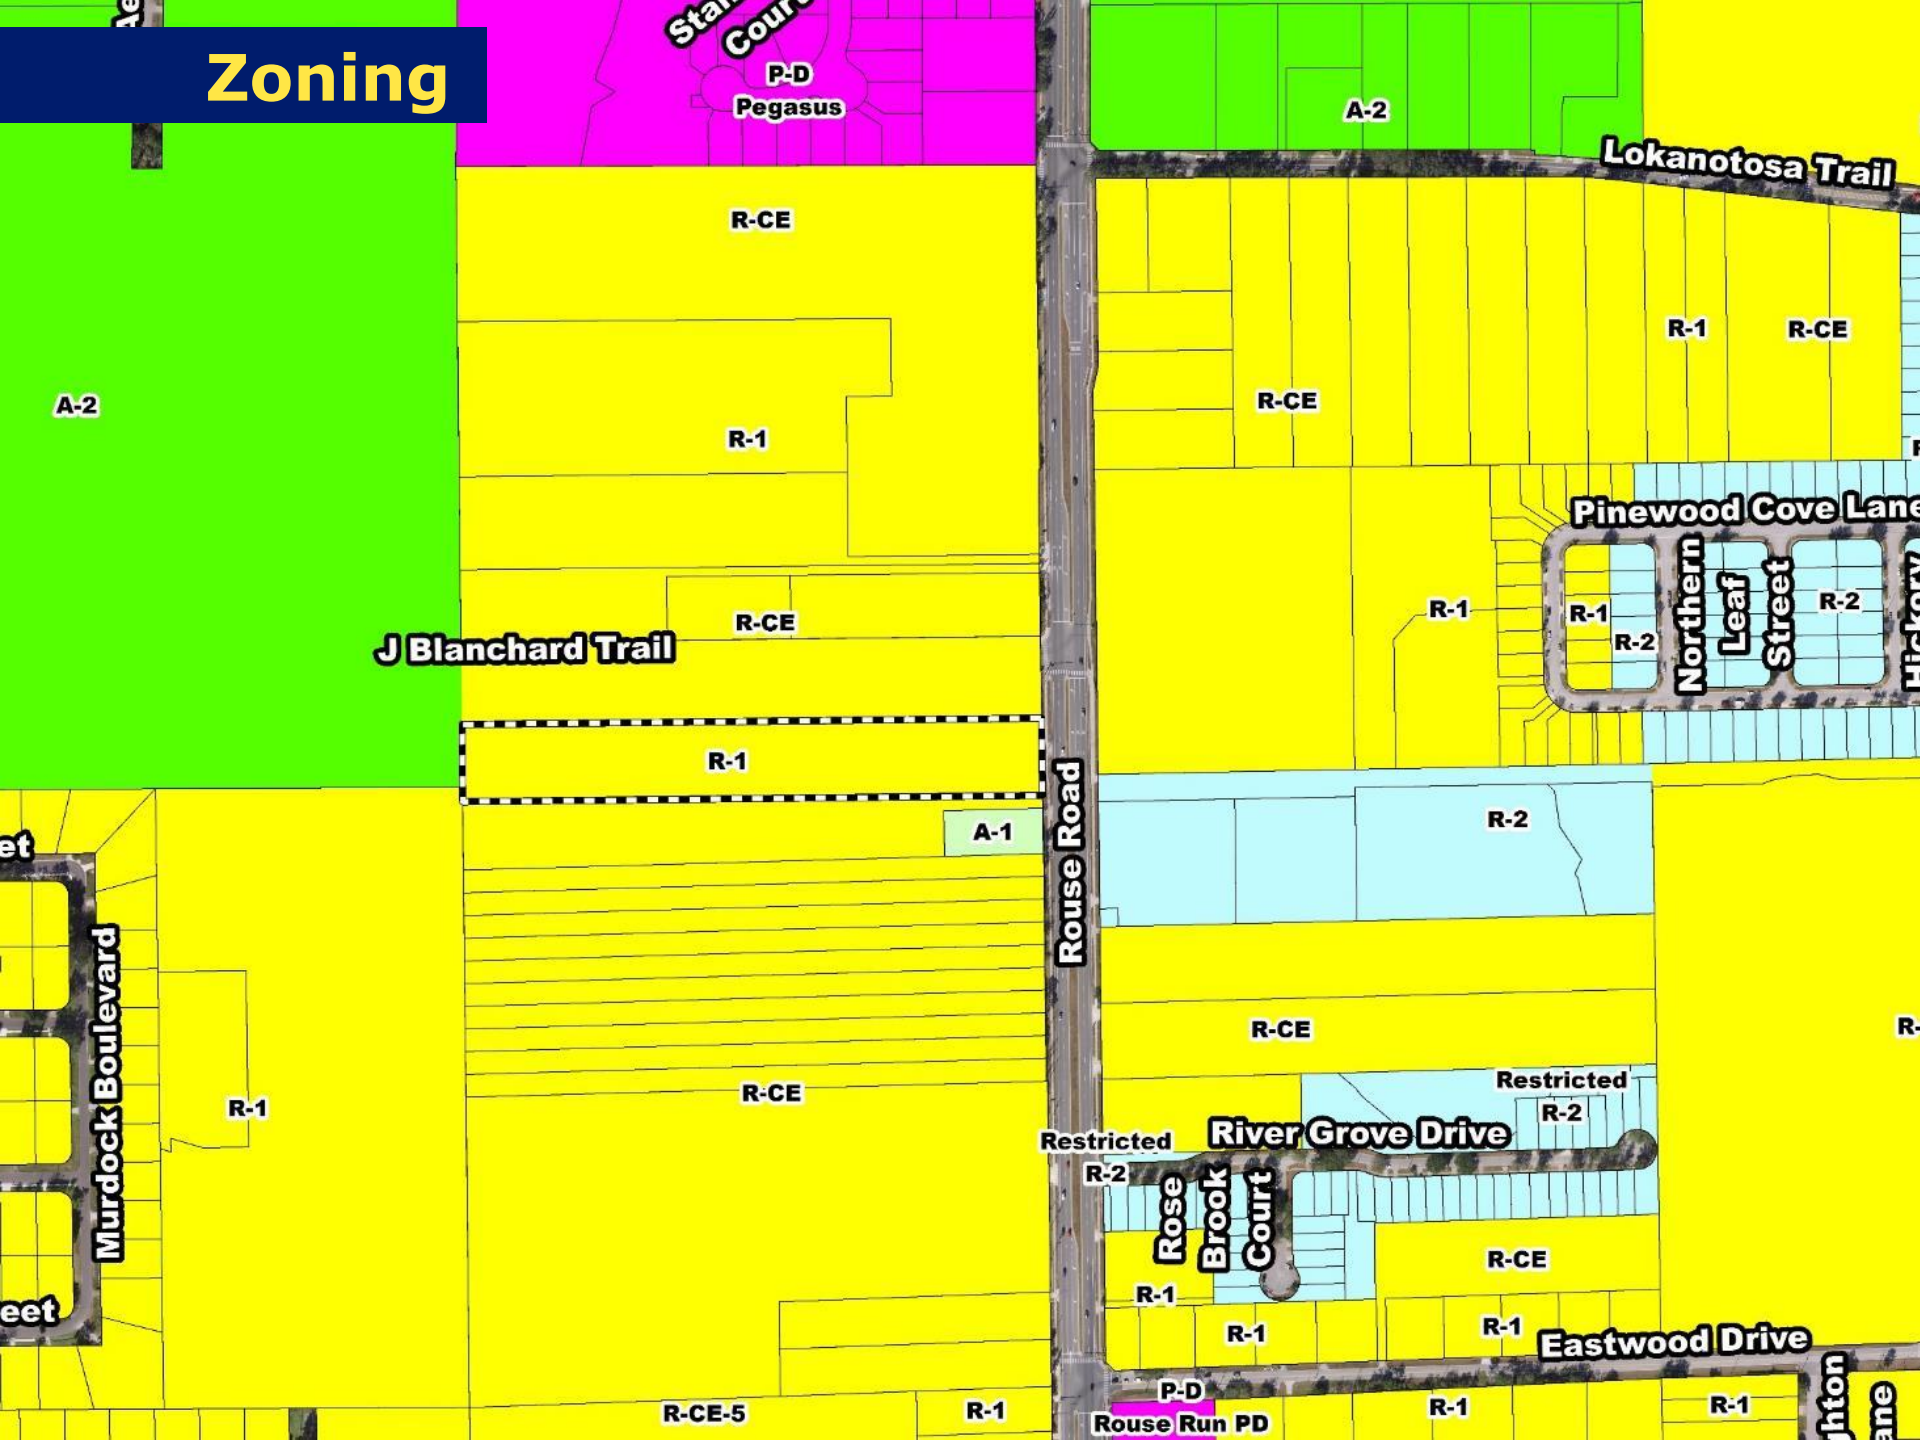 Zoning
Court
P-D
Pegasus
A-2
Lokanotosa Trail
R-CE
R-1
R-CE
A-2
R-CE
R-1
Pinewood Cove Lane
Northern
Leaf
Street
Hickory
R-1
R-1
R-2
R-2
R-CE
J Blanchard Trail
R-1
Rouse Road
A-1
R-2
Murdock Boulevard
R-1
R-CE
R-CE
Restricted
R-2
Restricted
R-2
River Grove Drive
Rose
Brook
Court
R-CE
R-1
R-1
R-1
Eastwood Drive
P-D
Rouse Run PD
R-CE-5
R-1
R-1
R-1